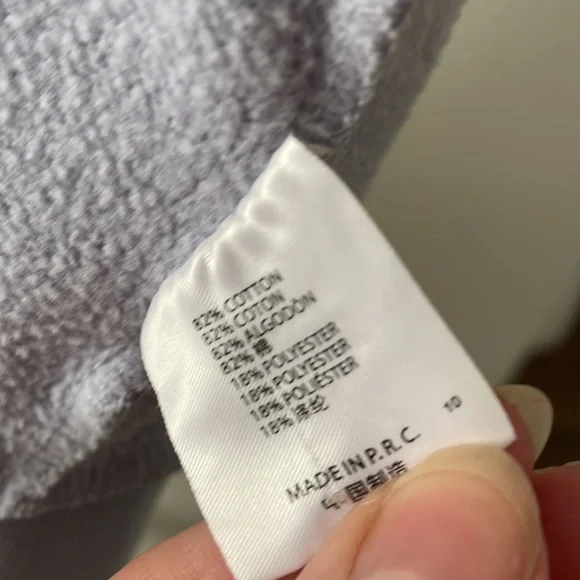 82% COTTON
82% COTON
82% ALGODÓN
82% 棉
18% POLYESTER
18% POLYESTER
18% POLIÉSTER
18% 涤纶
10
MADE IN P. R. C.
中国制造